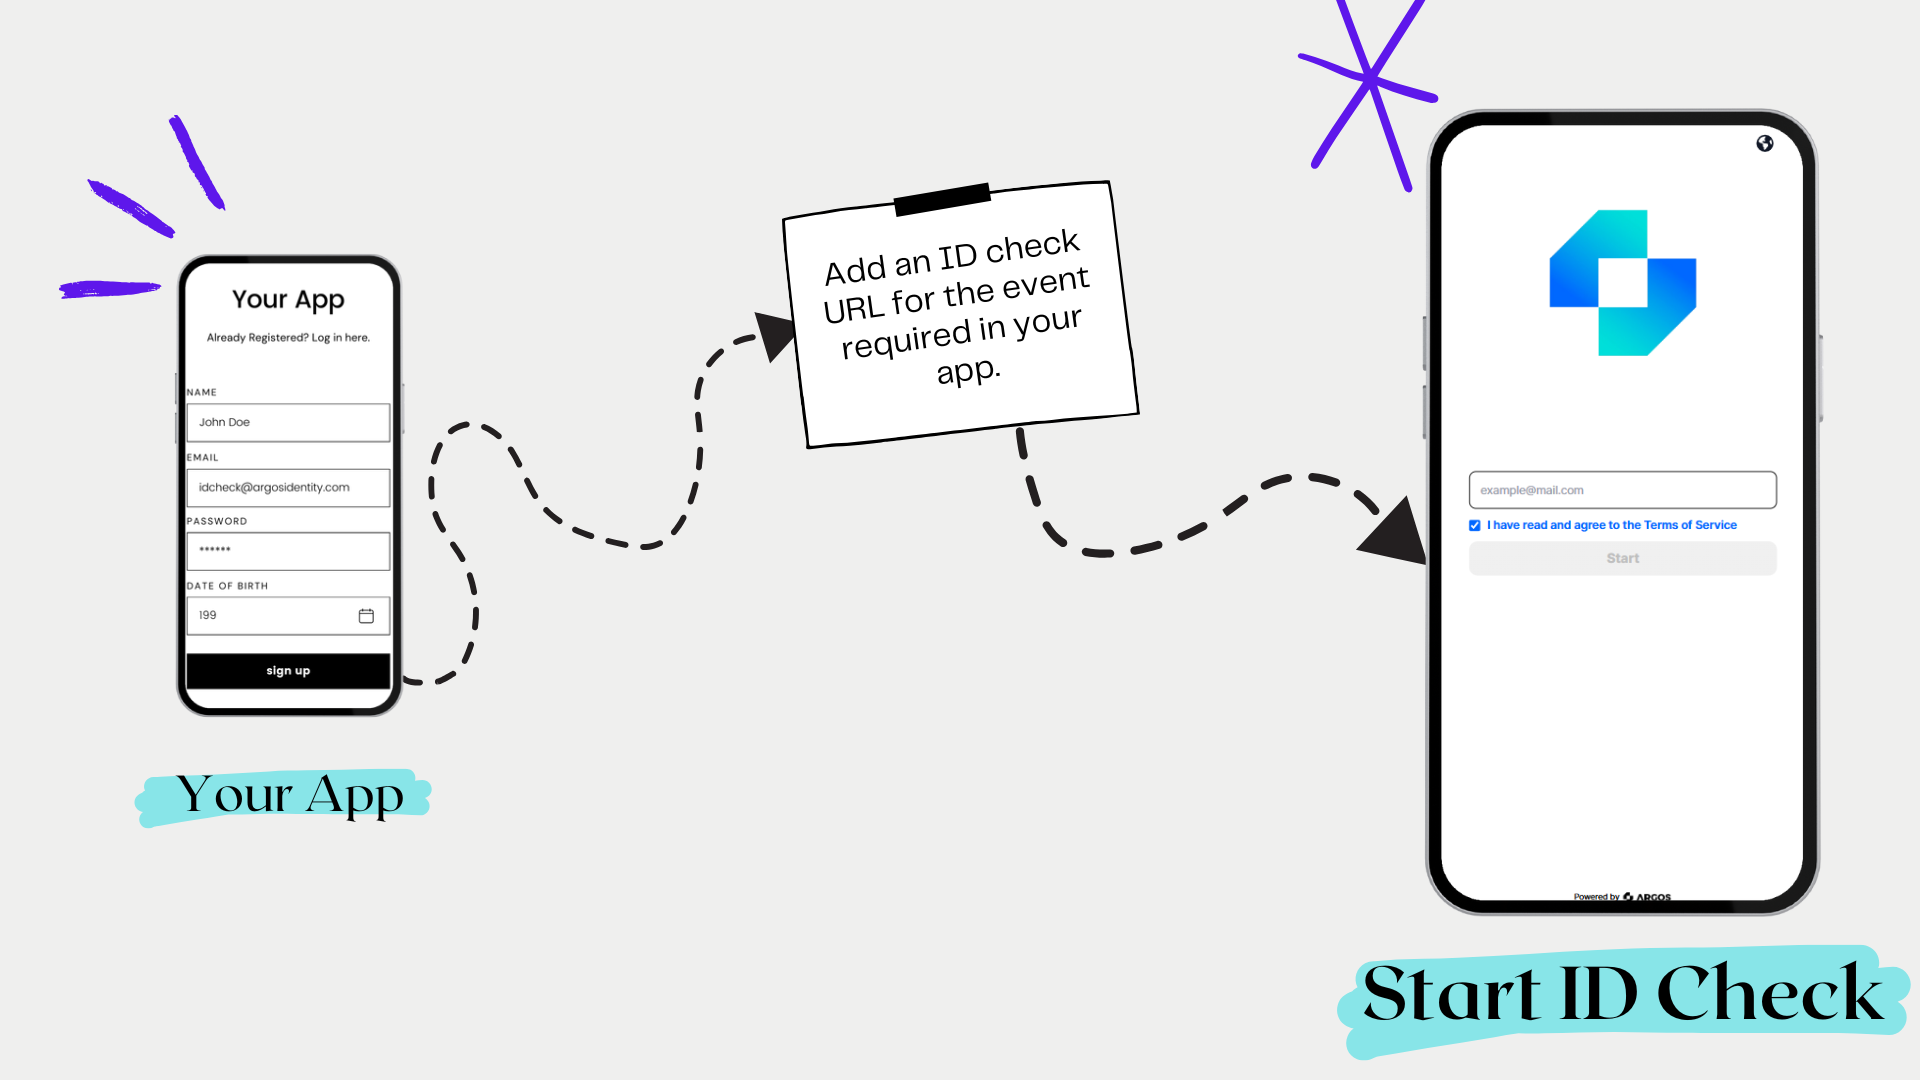 Your App
Already Registered? Log in here.
NAME
John Doe
EMAIL
idcheck@argosidentity.com
PASSWORD
******
DATE OF BIRTH
199
sign up
Your App
Add an ID check
URL for the event
required in your
app.
example@mail.com
I have read and agree to the Terms of Service
Start
Powered by ARGOS
Start ID Check